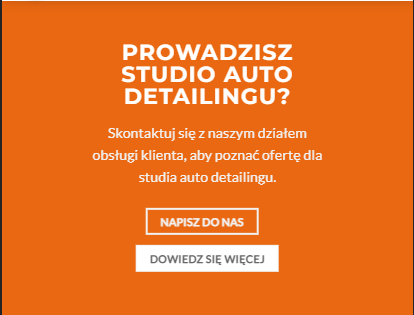 PROWADZISZ
STUDIO AUTO
DETAILINGU?
Skontaktuj się z naszym działem
obsługi klienta, aby poznać ofertę dla
studia auto detailingu.
NAPISZ DO NAS
DOWIEDZ SIĘ WIĘCEJ